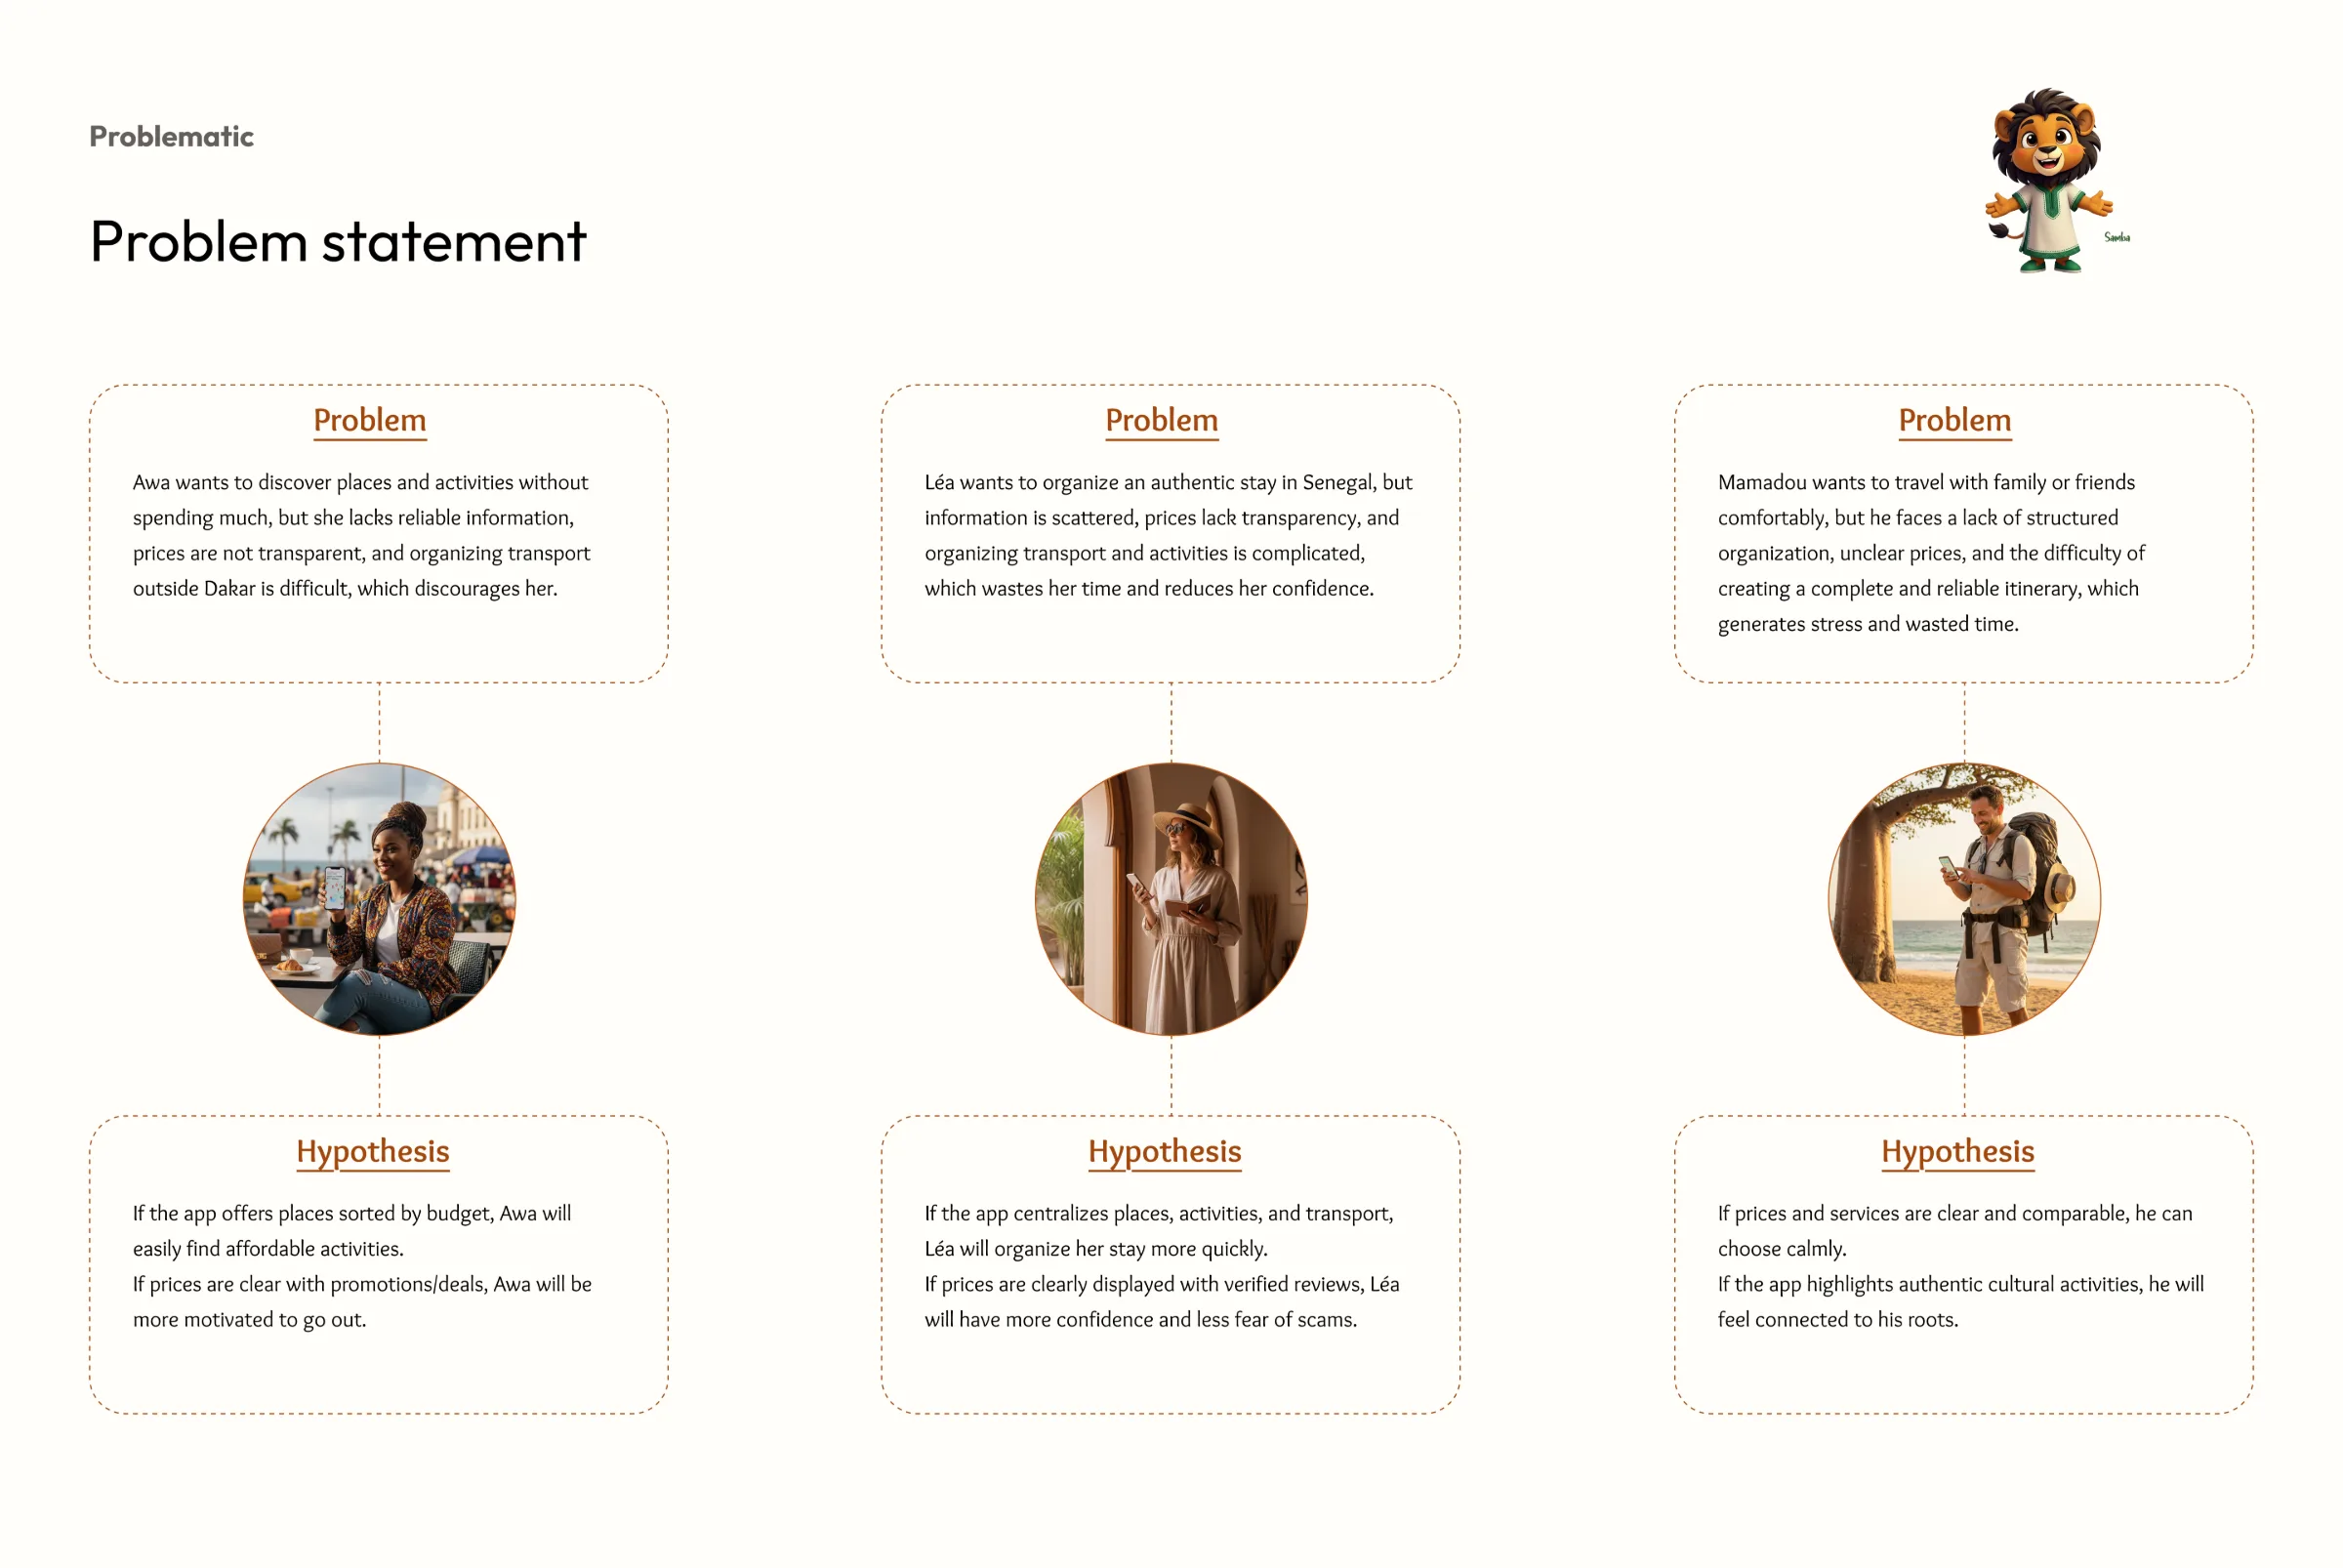 Problematic
Samba
Problem statement
Problem
Awa wants to discover places and activities without
spending much, but she lacks reliable information,
prices are not transparent, and organizing transport
outside Dakar is difficult, which discourages her.
Problem
Léa wants to organize an authentic stay in Senegal, but
information is scattered, prices lack transparency, and
organizing transport and activities is complicated,
which wastes her time and reduces her confidence.
Problem
Mamadou wants to travel with family or friends
comfortably, but he faces a lack of structured
organization, unclear prices, and the difficulty of
creating a complete and reliable itinerary, which
generates stress and wasted time.
Hypothesis
If the app offers places sorted by budget, Awa will
easily find affordable activities.
If prices are clear with promotions/deals, Awa will be
more motivated to go out.
Hypothesis
If the app centralizes places, activities, and transport,
Léa will organize her stay more quickly.
If prices are clearly displayed with verified reviews, Léa
will have more confidence and less fear of scams.
Hypothesis
If prices and services are clear and comparable, he can
choose calmly.
If the app highlights authentic cultural activities, he will
feel connected to his roots.